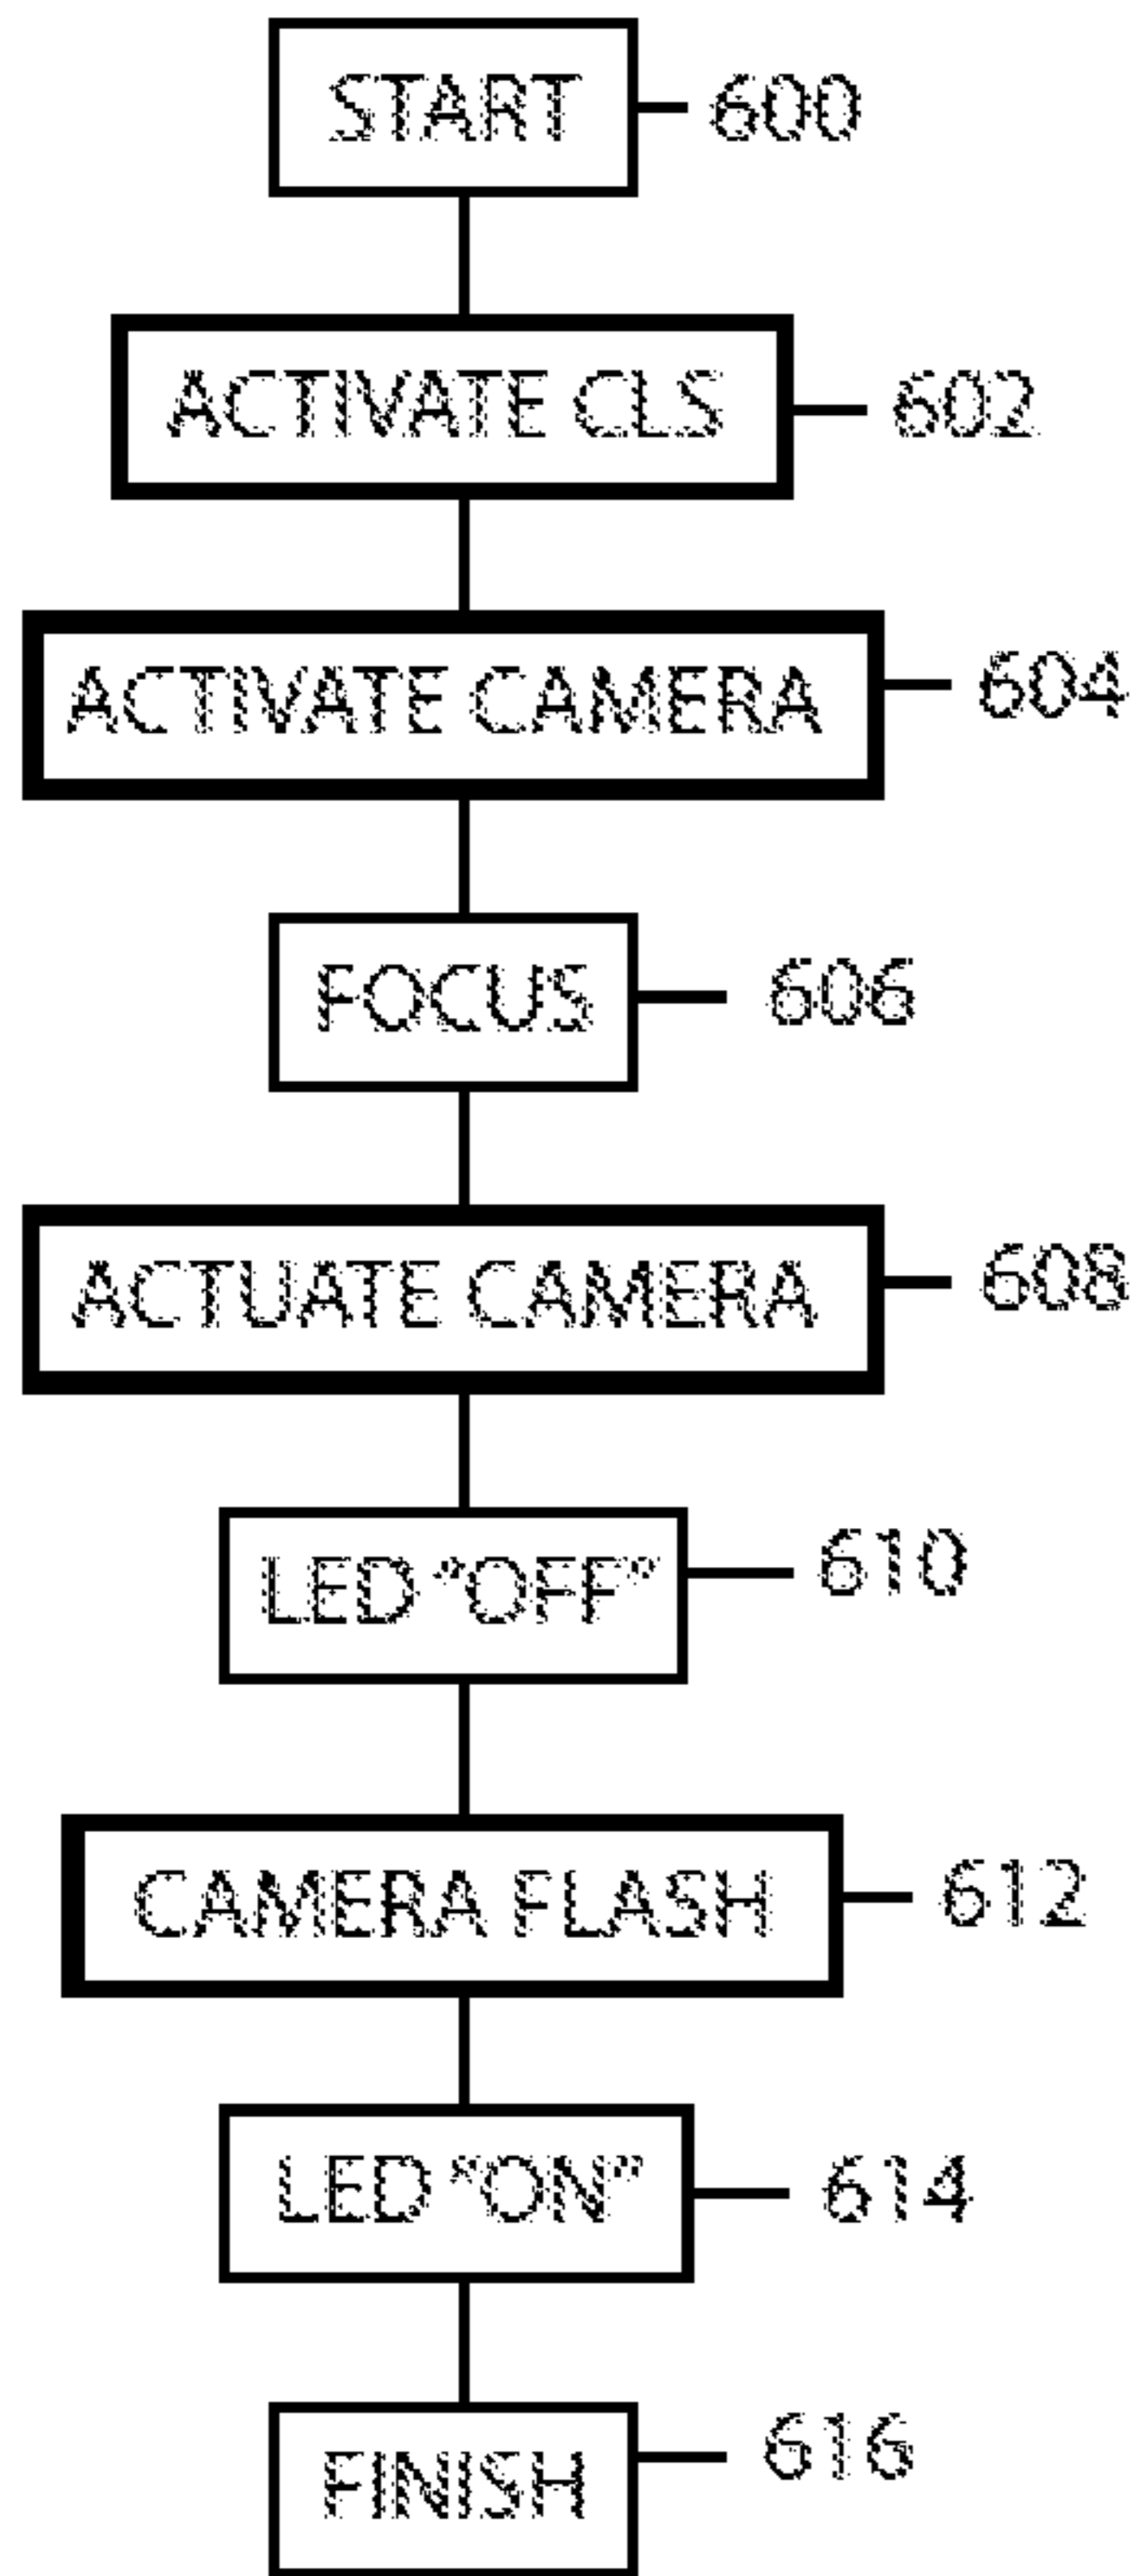 START 600
ACTIVATE CLS 602
ACTIVATE CAMERA 604
FOCUS 606
ACTUATE CAMERA 608
LED "OFF" 610
CAMERA FLASH 612
LED "ON" 614
FINISH 616